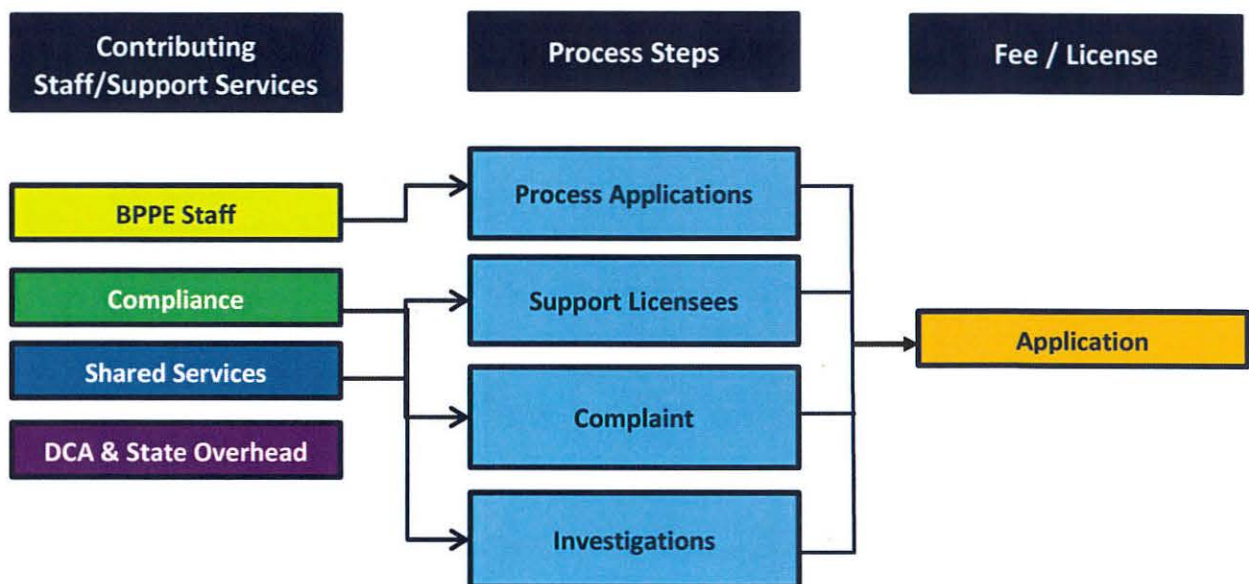 Contributing
Staff/Support Services
Process Steps
Fee / License
BPPE Staff
Compliance
Shared Services
DCA & State Overhead
Process Applications
Support Licensees
Complaint
Investigations
Application